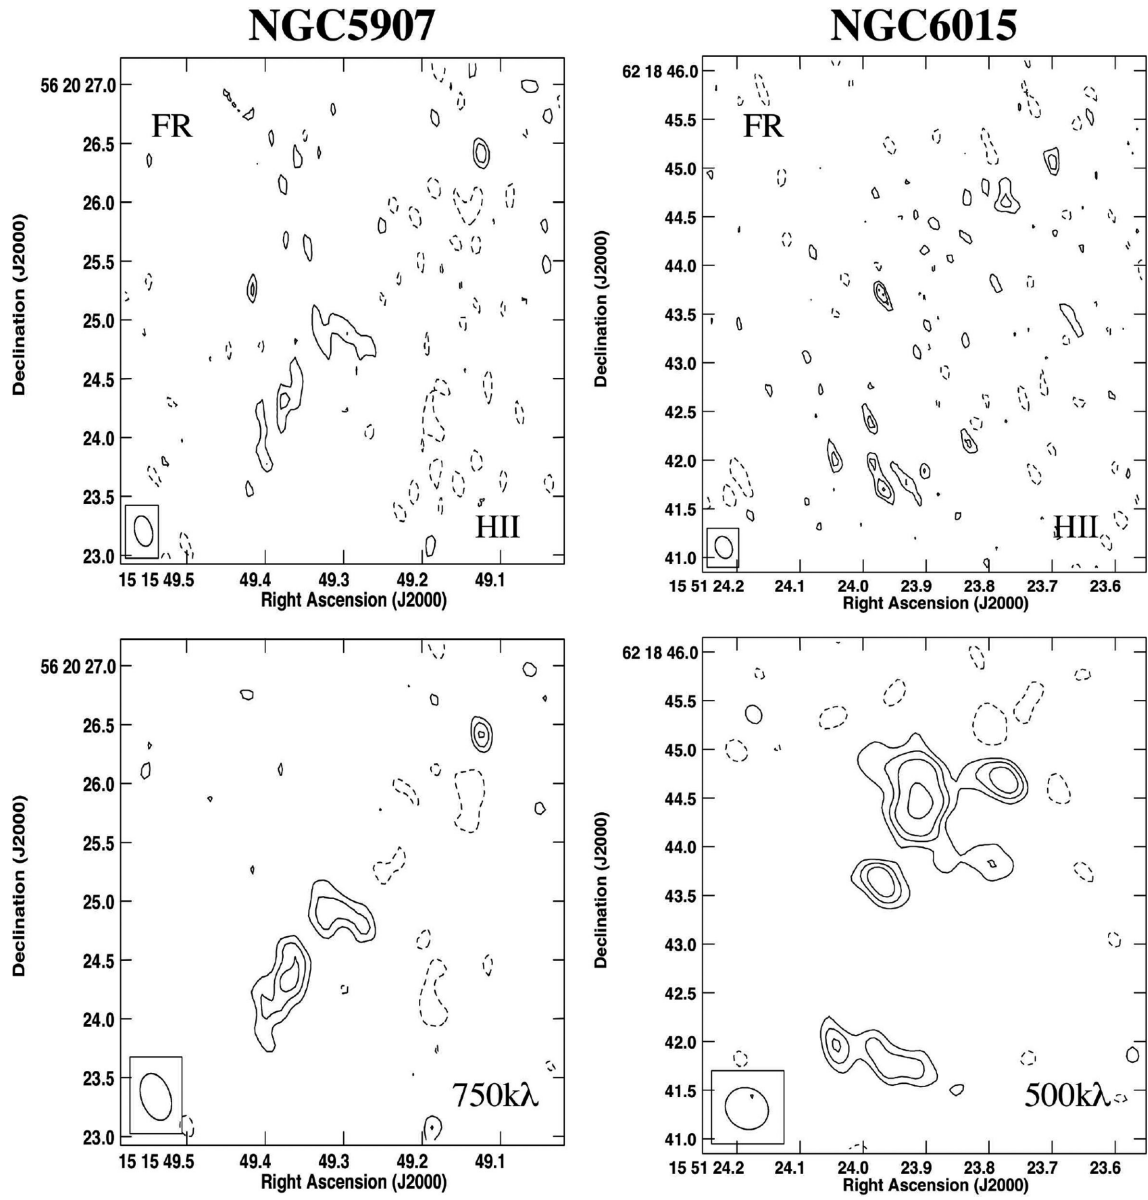 NGC5907
NGC6015
FR
HII
56 20 27.0
26.5
26.0
25.5
25.0
24.5
24.0
23.5
23.0
Declination (J2000)
15 15 49.5
49.4
49.3
49.2
49.1
Right Ascension (J2000)
FR
HII
62 18 46.0
45.5
45.0
44.5
44.0
43.5
43.0
42.5
42.0
41.5
41.0
Declination (J2000)
15 51 24.2
24.1
24.0
23.9
23.8
23.7
23.6
Right Ascension (J2000)
56 20 27.0
26.5
26.0
25.5
25.0
24.5
24.0
23.5
23.0
Declination (J2000)
750kλ
15 15 49.5
49.4
49.3
49.2
49.1
Right Ascension (J2000)
62 18 46.0
45.5
45.0
44.5
44.0
43.5
43.0
42.5
42.0
41.5
41.0
Declination (J2000)
500kλ
15 51 24.2
24.1
24.0
23.9
23.8
23.7
23.6
Right Ascension (J2000)